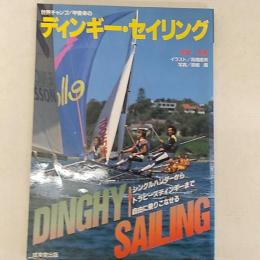 世界チャンプ/甲斐幸の
ディンギー・セイリング
シングルハンダーから
トラピーズディンギーまで
自由に乗りこなせる
DINGHY
SAILING
成美堂出版